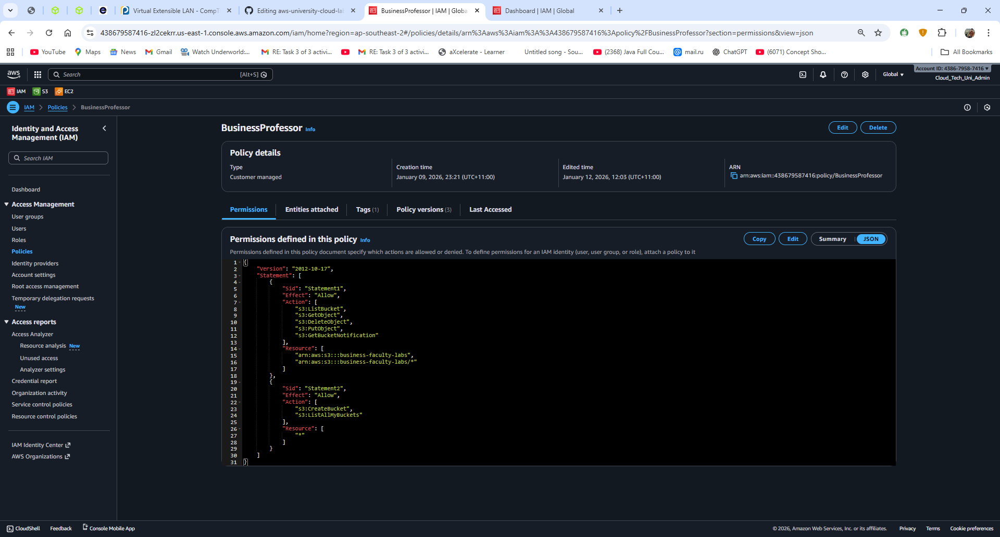 Virtual Extensible LAN - CompT
Editing aws-university-cloud-lab
BusinessProfessor | IAM | Globa
Dashboard | IAM | Global
438679587416-zl2cekrr.us-east-1.console.aws.amazon.com/iam/home?region=ap-southeast-2#/policies/details/arn%3Aaws%3Aiam%3A%3A438679587416%3Apolicy%2FBusinessProfessor?section=permissions&view=json
YouTube
Maps
News
Gmail
Watch Underworld:...
RE: Task 3 of 3 activi...
RE: Task 3 of 3 activi...
aXcelerate - Learner
Untitled song - Sou...
(2368) Java Full Cou...
mail.ru
ChatGPT
(6071) Concept Sho...
All Bookmarks
aws
Search
[Alt+S]
Global
Account ID: 4386-7958-7416
Cloud_Tech_Uni_Admin
IAM
S3
EC2
IAM
Policies
BusinessProfessor
Identity and Access
Management (IAM)
Search IAM
Dashboard
Access Management
User groups
Users
Roles
Policies
Identity providers
Account settings
Root access management
Temporary delegation requests
New
Access reports
Access Analyzer
Resource analysis New
Unused access
Analyzer settings
Credential report
Organization activity
Service control policies
Resource control policies
IAM Identity Center
AWS Organizations
BusinessProfessor Info
Edit
Delete
Policy details
Type
Customer managed
Creation time
January 09, 2026, 23:21 (UTC+11:00)
Edited time
January 12, 2026, 12:03 (UTC+11:00)
ARN
arn:aws:iam::438679587416:policy/BusinessProfessor
Permissions
Entities attached
Tags (1)
Policy versions (3)
Last Accessed
Permissions defined in this policy Info
Copy
Edit
Summary
JSON
Permissions defined in this policy document specify which actions are allowed or denied. To define permissions for an IAM identity (user, user group, or role), attach a policy to it
1 {
2 "Version": "2012-10-17",
3 "Statement": [
4 {
5 "Sid": "Statement1",
6 "Effect": "Allow",
7 "Action": [
8 "s3:ListBucket",
9 "s3:GetObject",
10 "s3:DeleteObject",
11 "s3:PutObject",
12 "s3:GetBucketNotification"
13 ],
14 "Resource": [
15 "arn:aws:s3:::business-faculty-labs",
16 "arn:aws:s3:::business-faculty-labs/*"
17 ]
18 },
19 {
20 "Sid": "Statement2",
21 "Effect": "Allow",
22 "Action": [
23 "s3:CreateBucket",
24 "s3:ListAllMyBuckets"
25 ],
26 "Resource": [
27 "*"
28 ]
29 }
30 ]
31 }
CloudShell
Feedback
Console Mobile App
© 2026, Amazon Web Services, Inc. or its affiliates.
Privacy
Terms
Cookie preferences